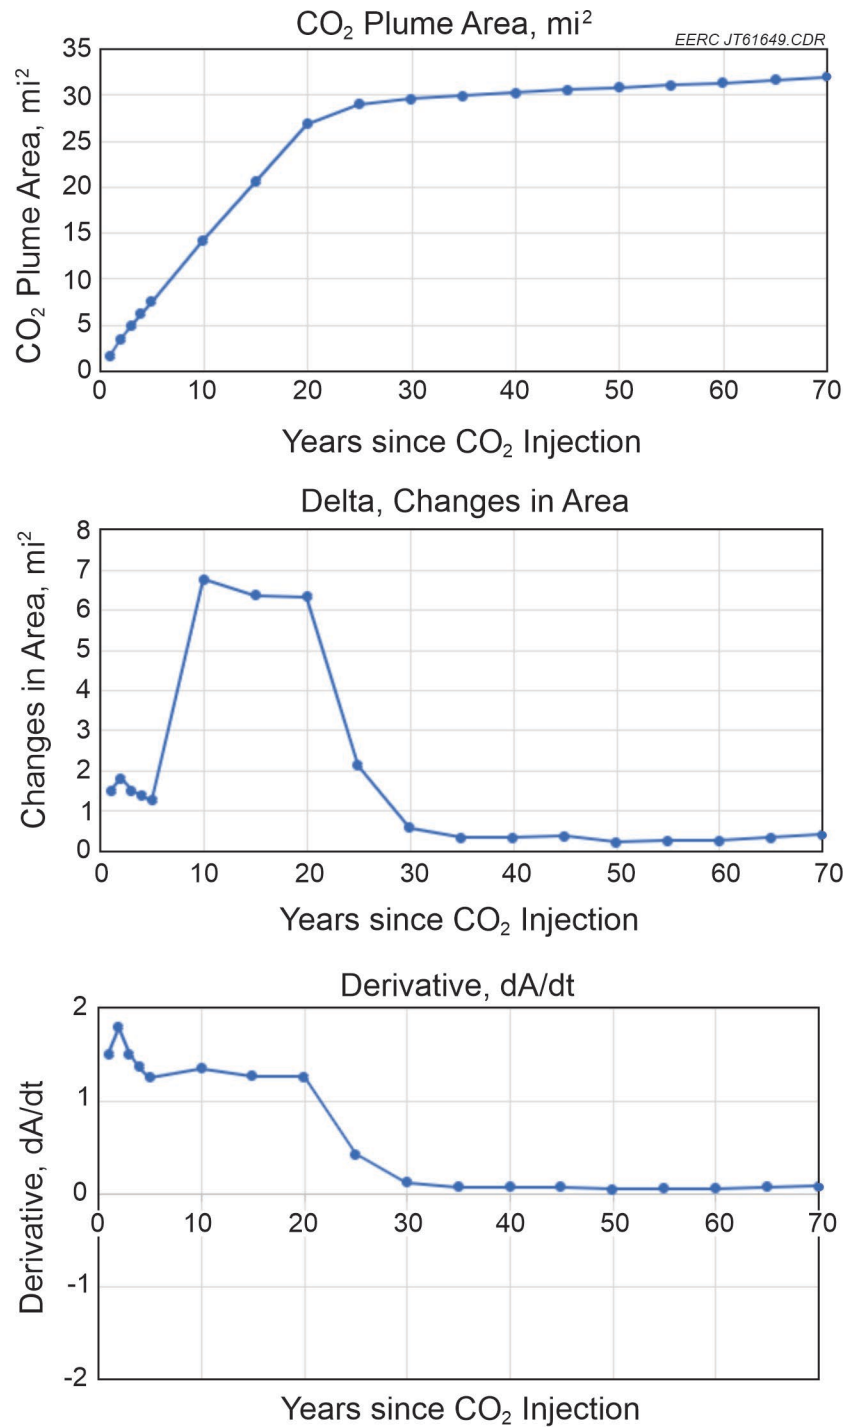 CO₂ Plume Area, mi²
EERC JT61649.CDR
CO₂ Plume Area, mi²
35
30
25
20
15
10
5
0
0 10 20 30 40 50 60 70
Years since CO₂ Injection
Delta, Changes in Area
Changes in Area, mi²
8
7
6
5
4
3
2
1
0
0 10 20 30 40 50 60 70
Years since CO₂ Injection
Derivative, dA/dt
Derivative, dA/dt
2
1
0
0 10 20 30 40 50 60 70
-1
-2
Years since CO₂ Injection